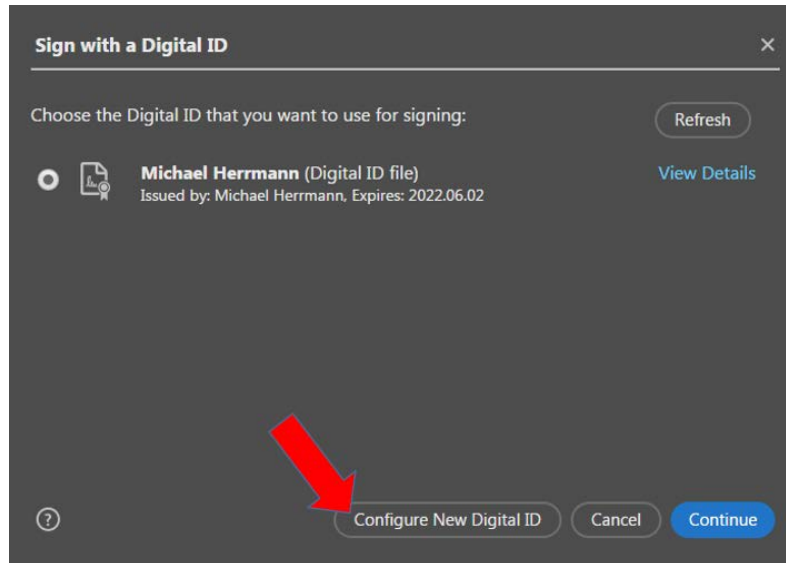 Sign with a Digital ID
Choose the Digital ID that you want to use for signing:
Refresh
Michael Herrmann (Digital ID file)
View Details
Issued by: Michael Herrmann, Expires: 2022.06.02
Configure New Digital ID
Cancel
Continue